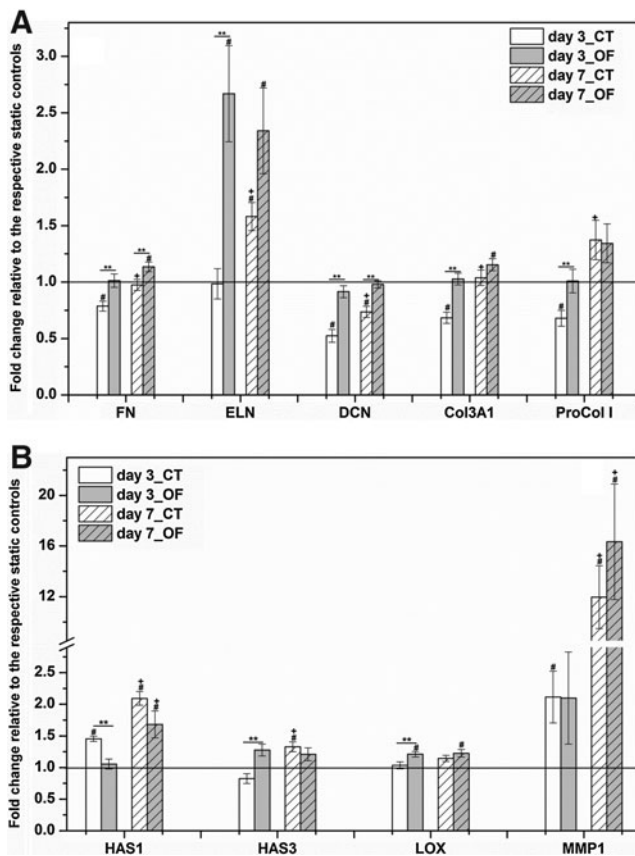 A
Fold change relative to the respective static controls
3.0
2.5
2.0
1.5
1.0
0.5
0.0
day 3_CT
day 3_OF
day 7_CT
day 7_OF
** #
# ** + ** #
# # + #
** + # **
# ** + #
# ** +
FN ELN DCN Col3A1 ProCol I
B
Fold change relative to the respective static controls
20
16
12
2.5
2.0
1.5
1.0
0.5
0.0
day 3_CT
day 3_OF
day 7_CT
day 7_OF
# ** + # + #
+ #
** # #
# + # + #
HAS1 HAS3 LOX MMP1